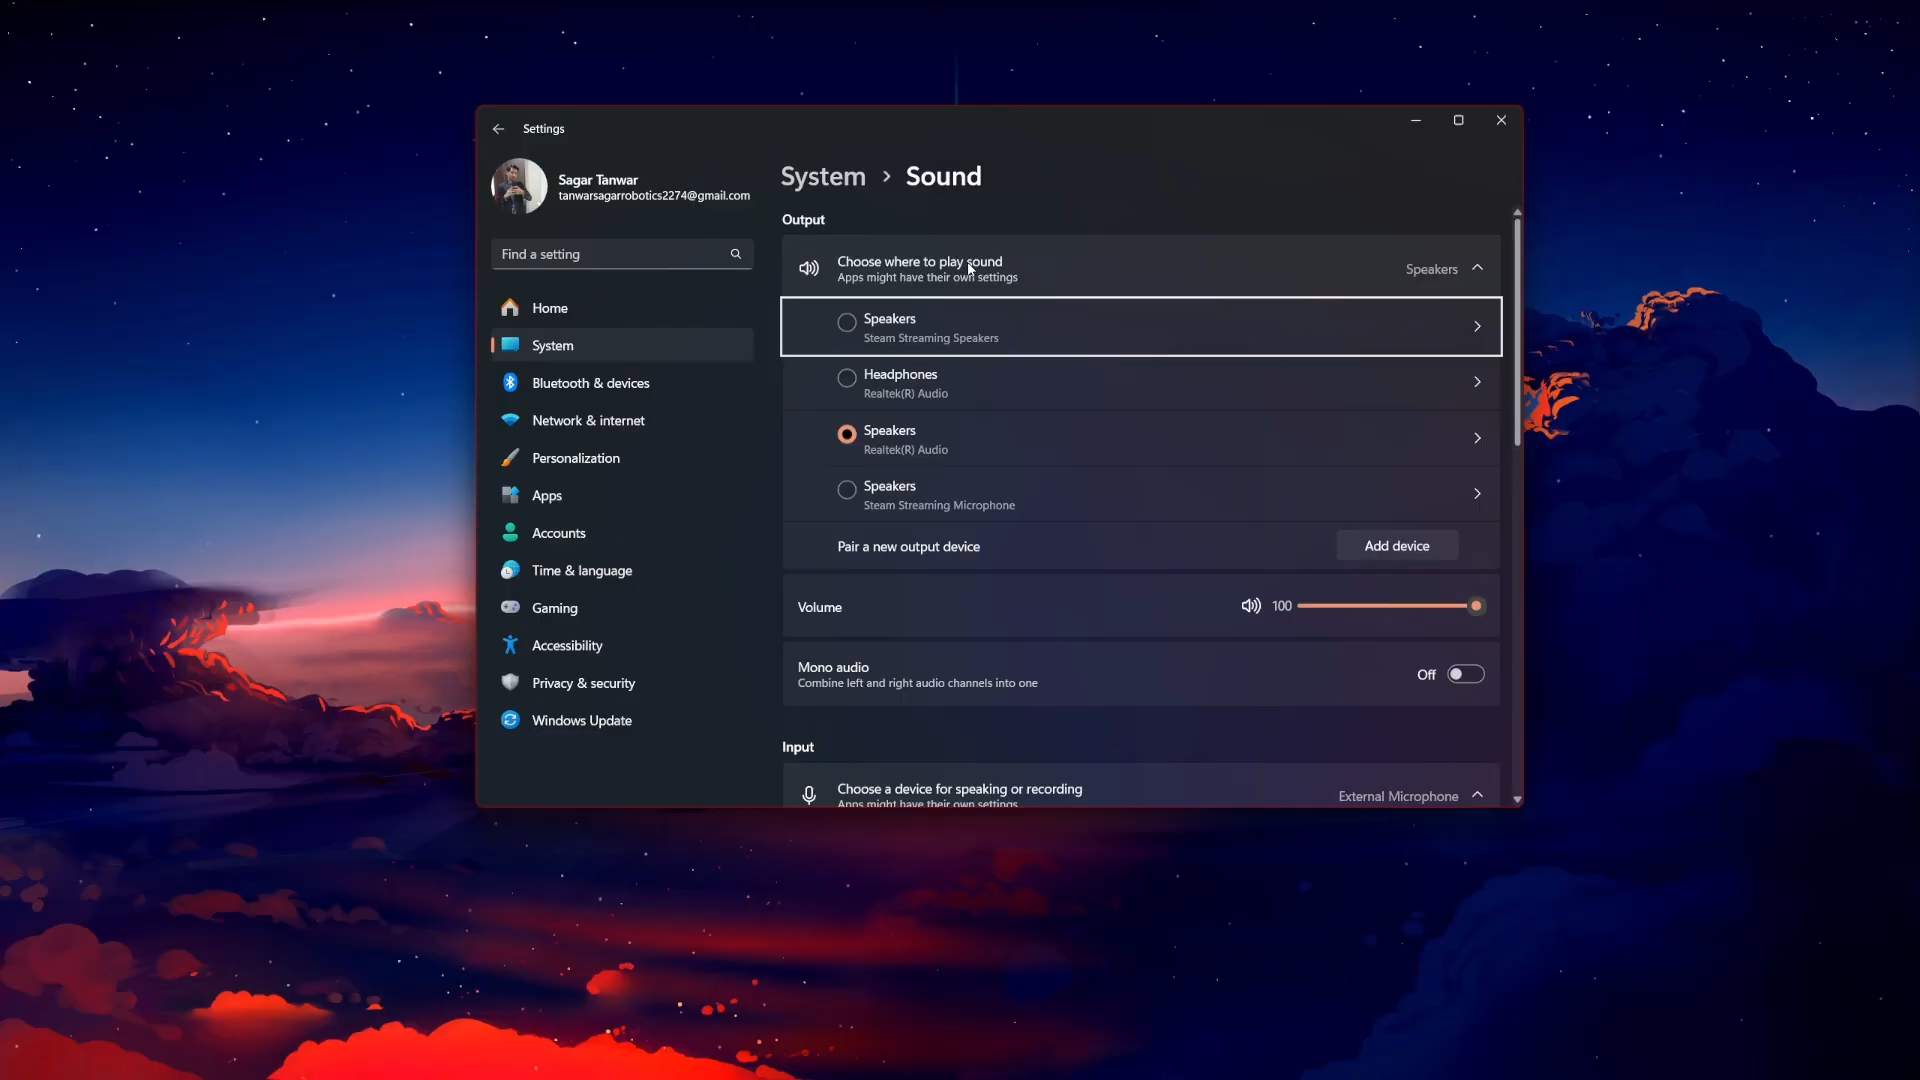 Settings
Sagar Tanwar
tanwarsagarrobotics2274@gmail.com
Find a setting
Home
System
Bluetooth & devices
Network & internet
Personalization
Apps
Accounts
Time & language
Gaming
Accessibility
Privacy & security
Windows Update
System > Sound
Output
Choose where to play sound
Apps might have their own settings
Speakers
Speakers
Steam Streaming Speakers
Headphones
Realtek(R) Audio
Speakers
Realtek(R) Audio
Speakers
Steam Streaming Microphone
Pair a new output device
Add device
Volume
100
Mono audio
Combine left and right audio channels into one
Off
Input
Choose a device for speaking or recording
Apps might have their own settings
External Microphone